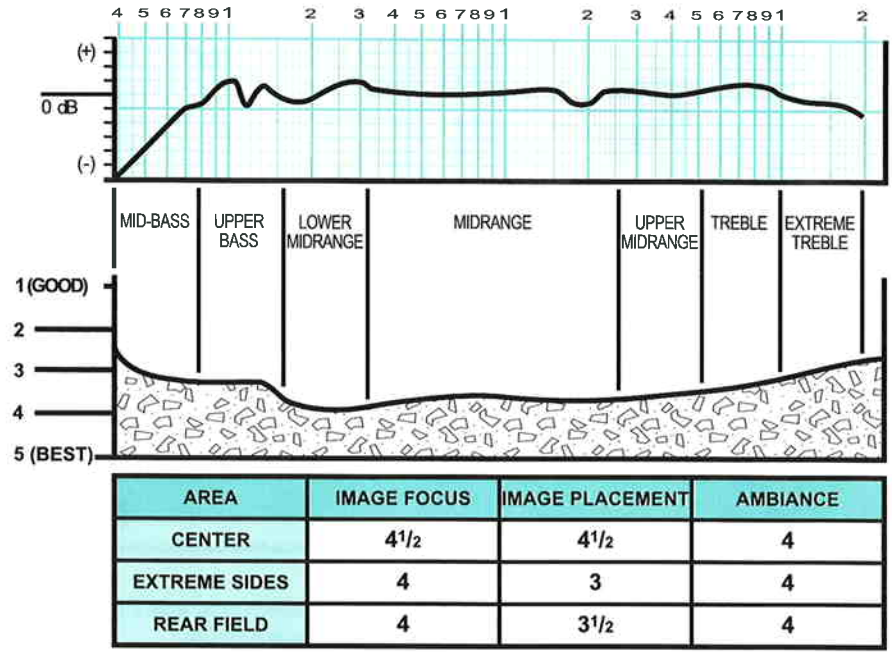 4 5 6 7 8 9 1 2 3 4 5 6 7 8 9 1 2 3 4 5 6 7 8 9 1 2
(+)
0 dB
(-)
MID-BASS UPPER BASS LOWER MIDRANGE MIDRANGE UPPER MIDRANGE TREBLE EXTREME TREBLE
1 (GOOD)
2
3
4
5 (BEST)
AREA IMAGE FOCUS IMAGE PLACEMENT AMBIANCE
CENTER 4 1/2 4 1/2 4
EXTREME SIDES 4 3 4
REAR FIELD 4 3 1/2 4